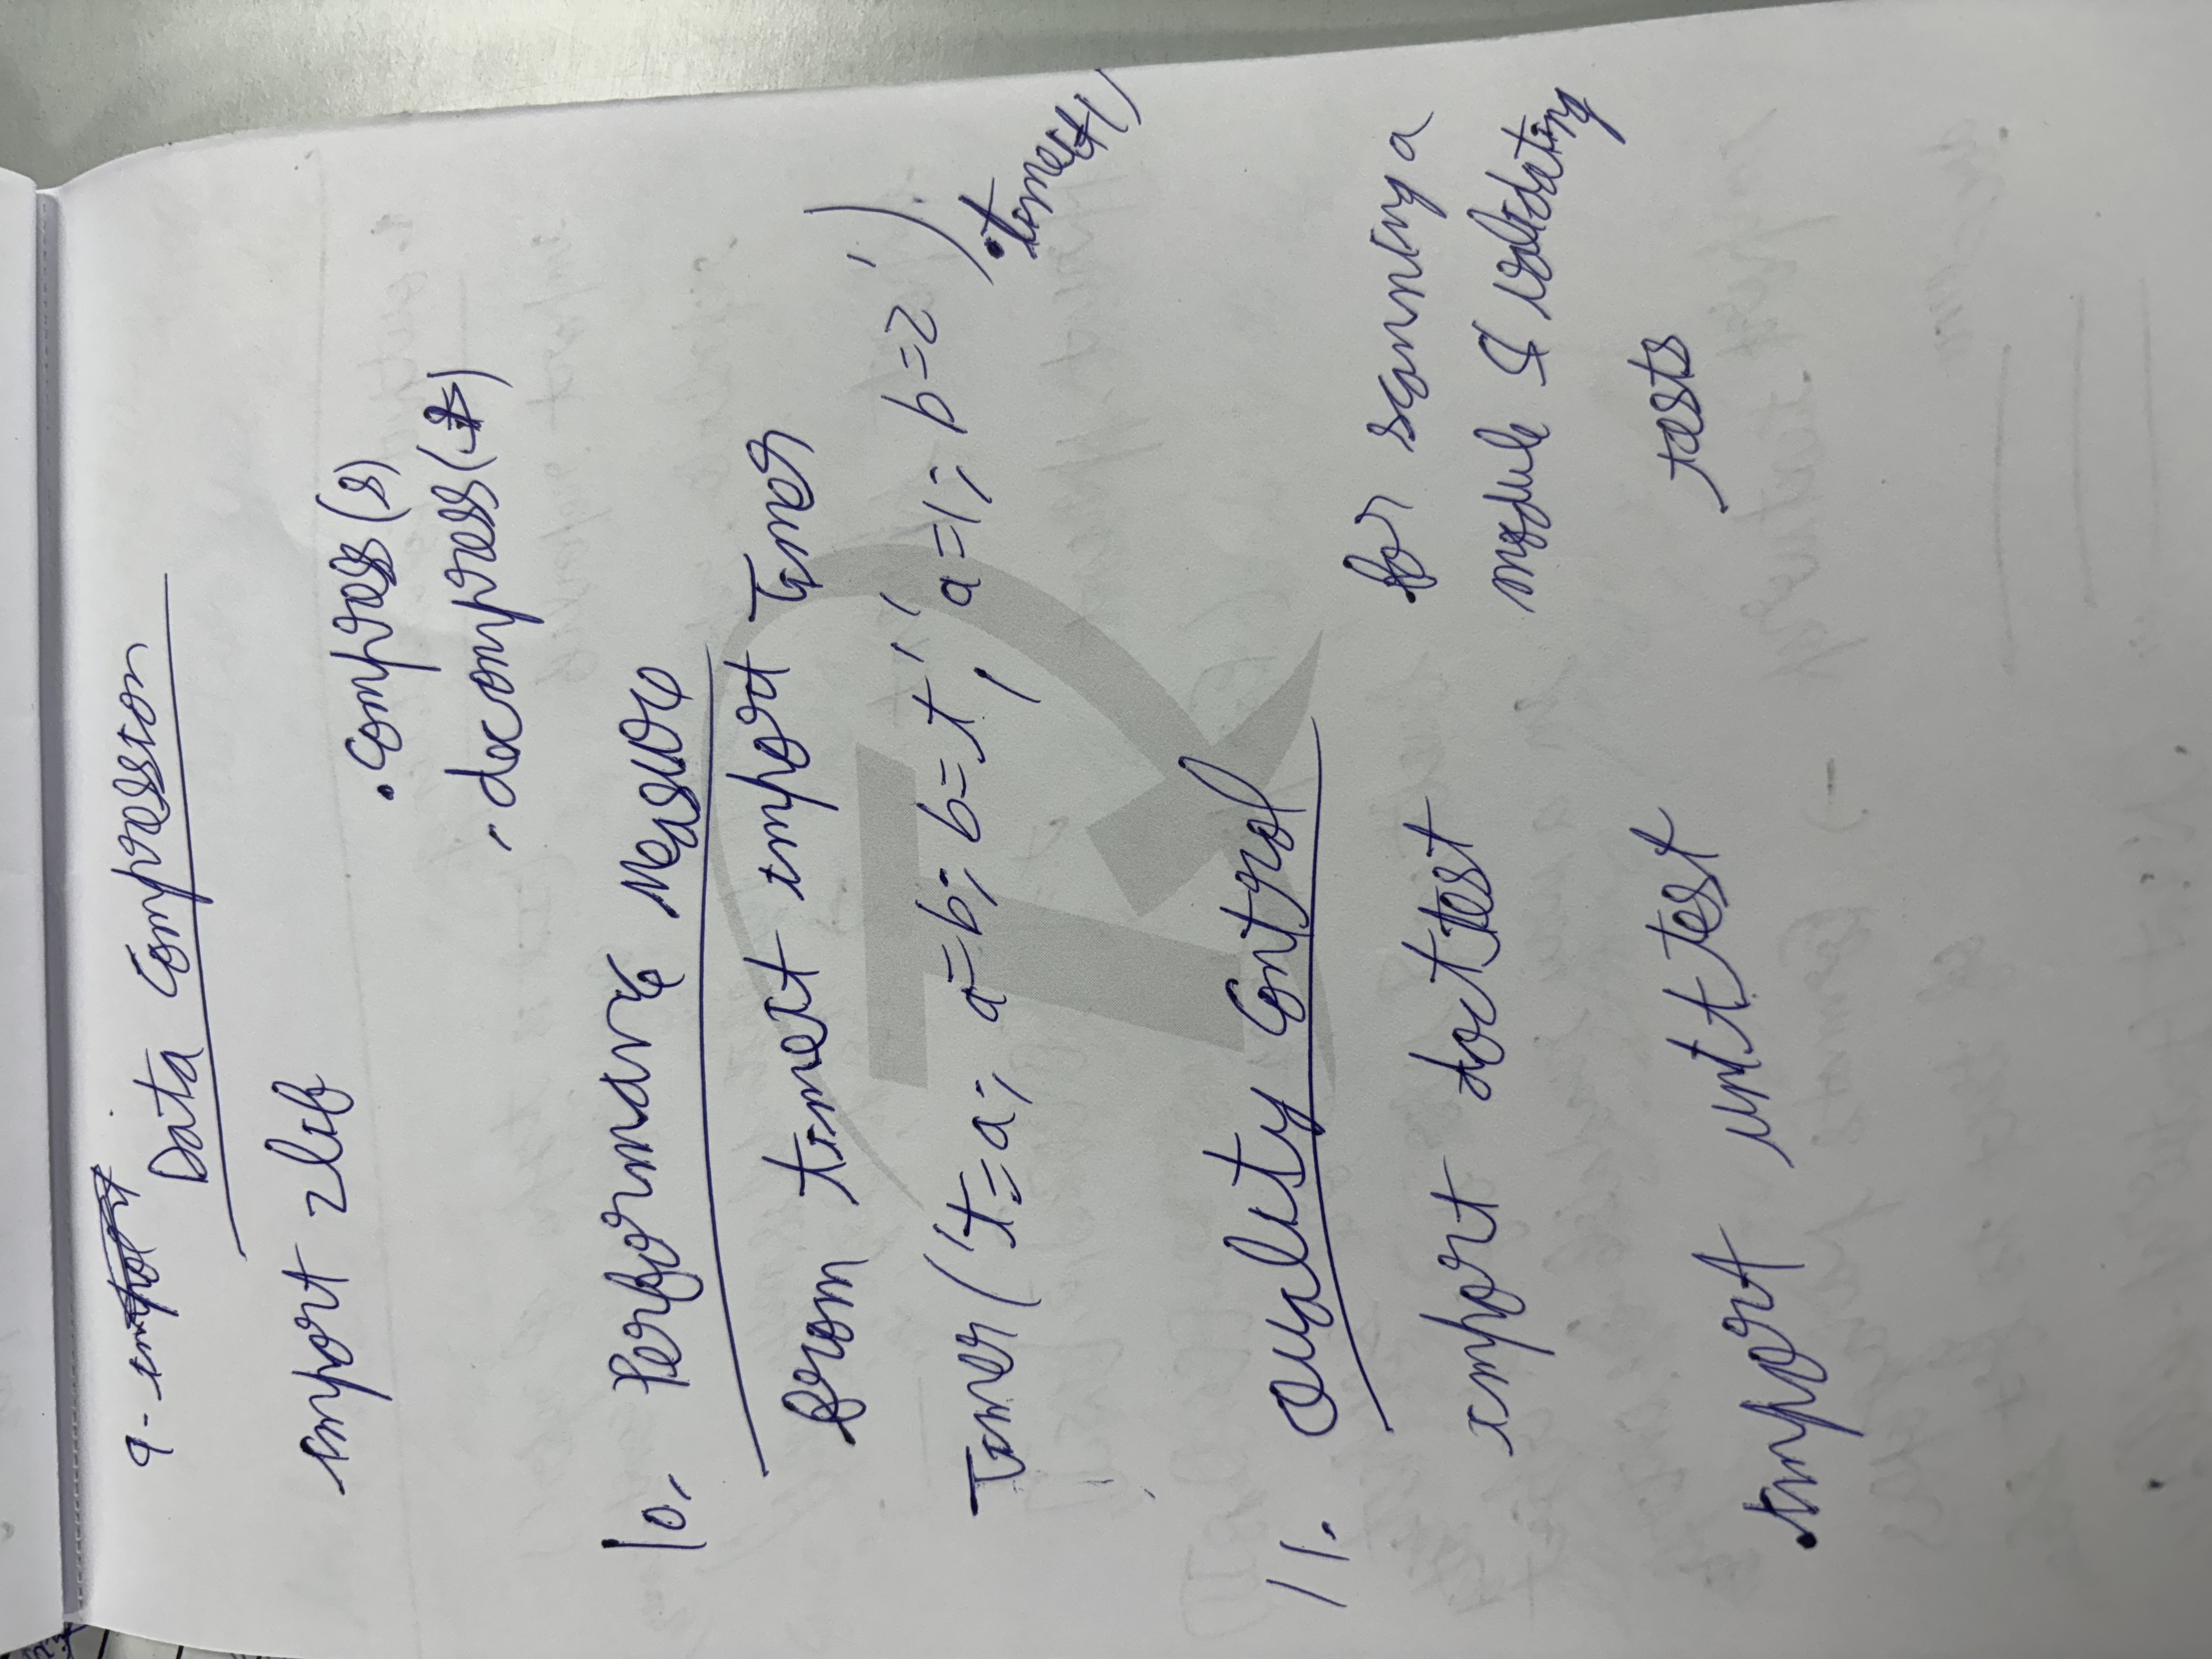 9- import
Data Compression
import zlib
.compress(s)
.decompress(t)
10. Performance Measure
from timeit import Timer
Timer('t=a; a=b; b=t', 'a=1; b=2')
.timeit()
11. Quality Control
import docttest
for scanning a
module & validating
tests
import unittest